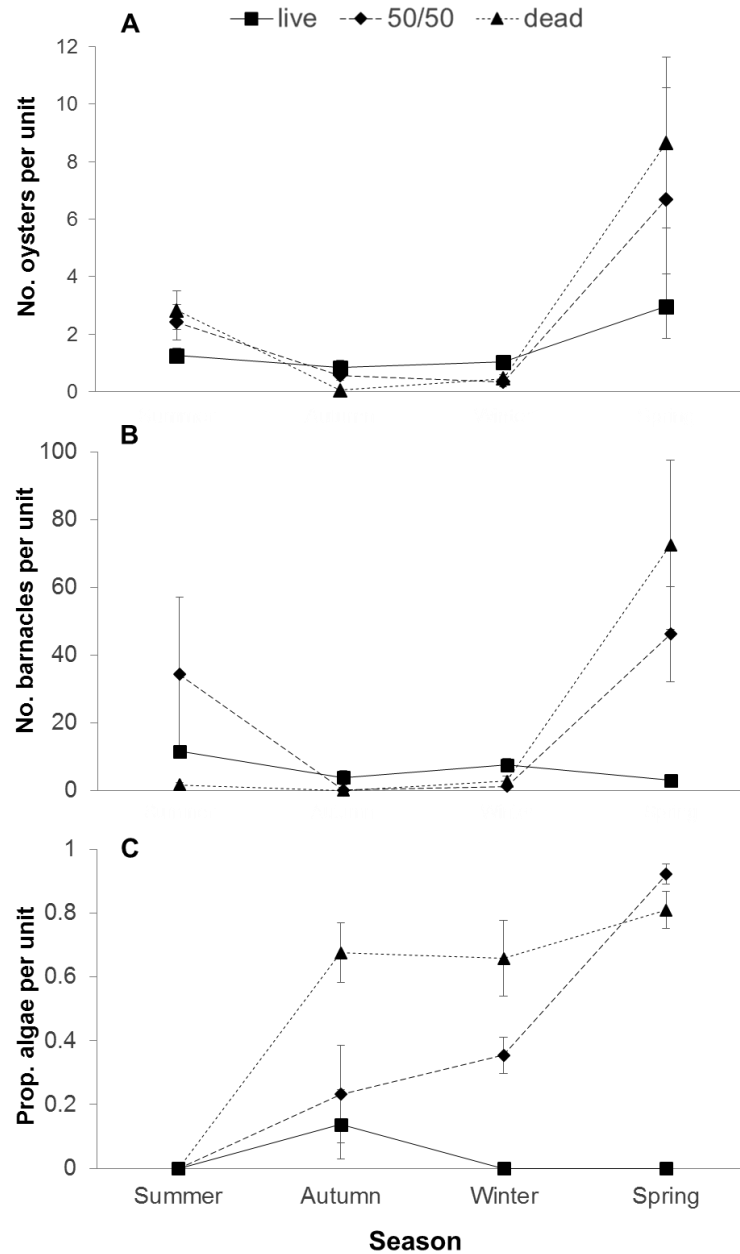 A
live 50/50 dead
12
10
8
6
4
2
0
No. oysters per unit
B
100
80
60
40
20
0
No. barnacles per unit
C
1
0.8
0.6
0.4
0.2
0
Prop. algae per unit
Summer Autumn Winter Spring
Season